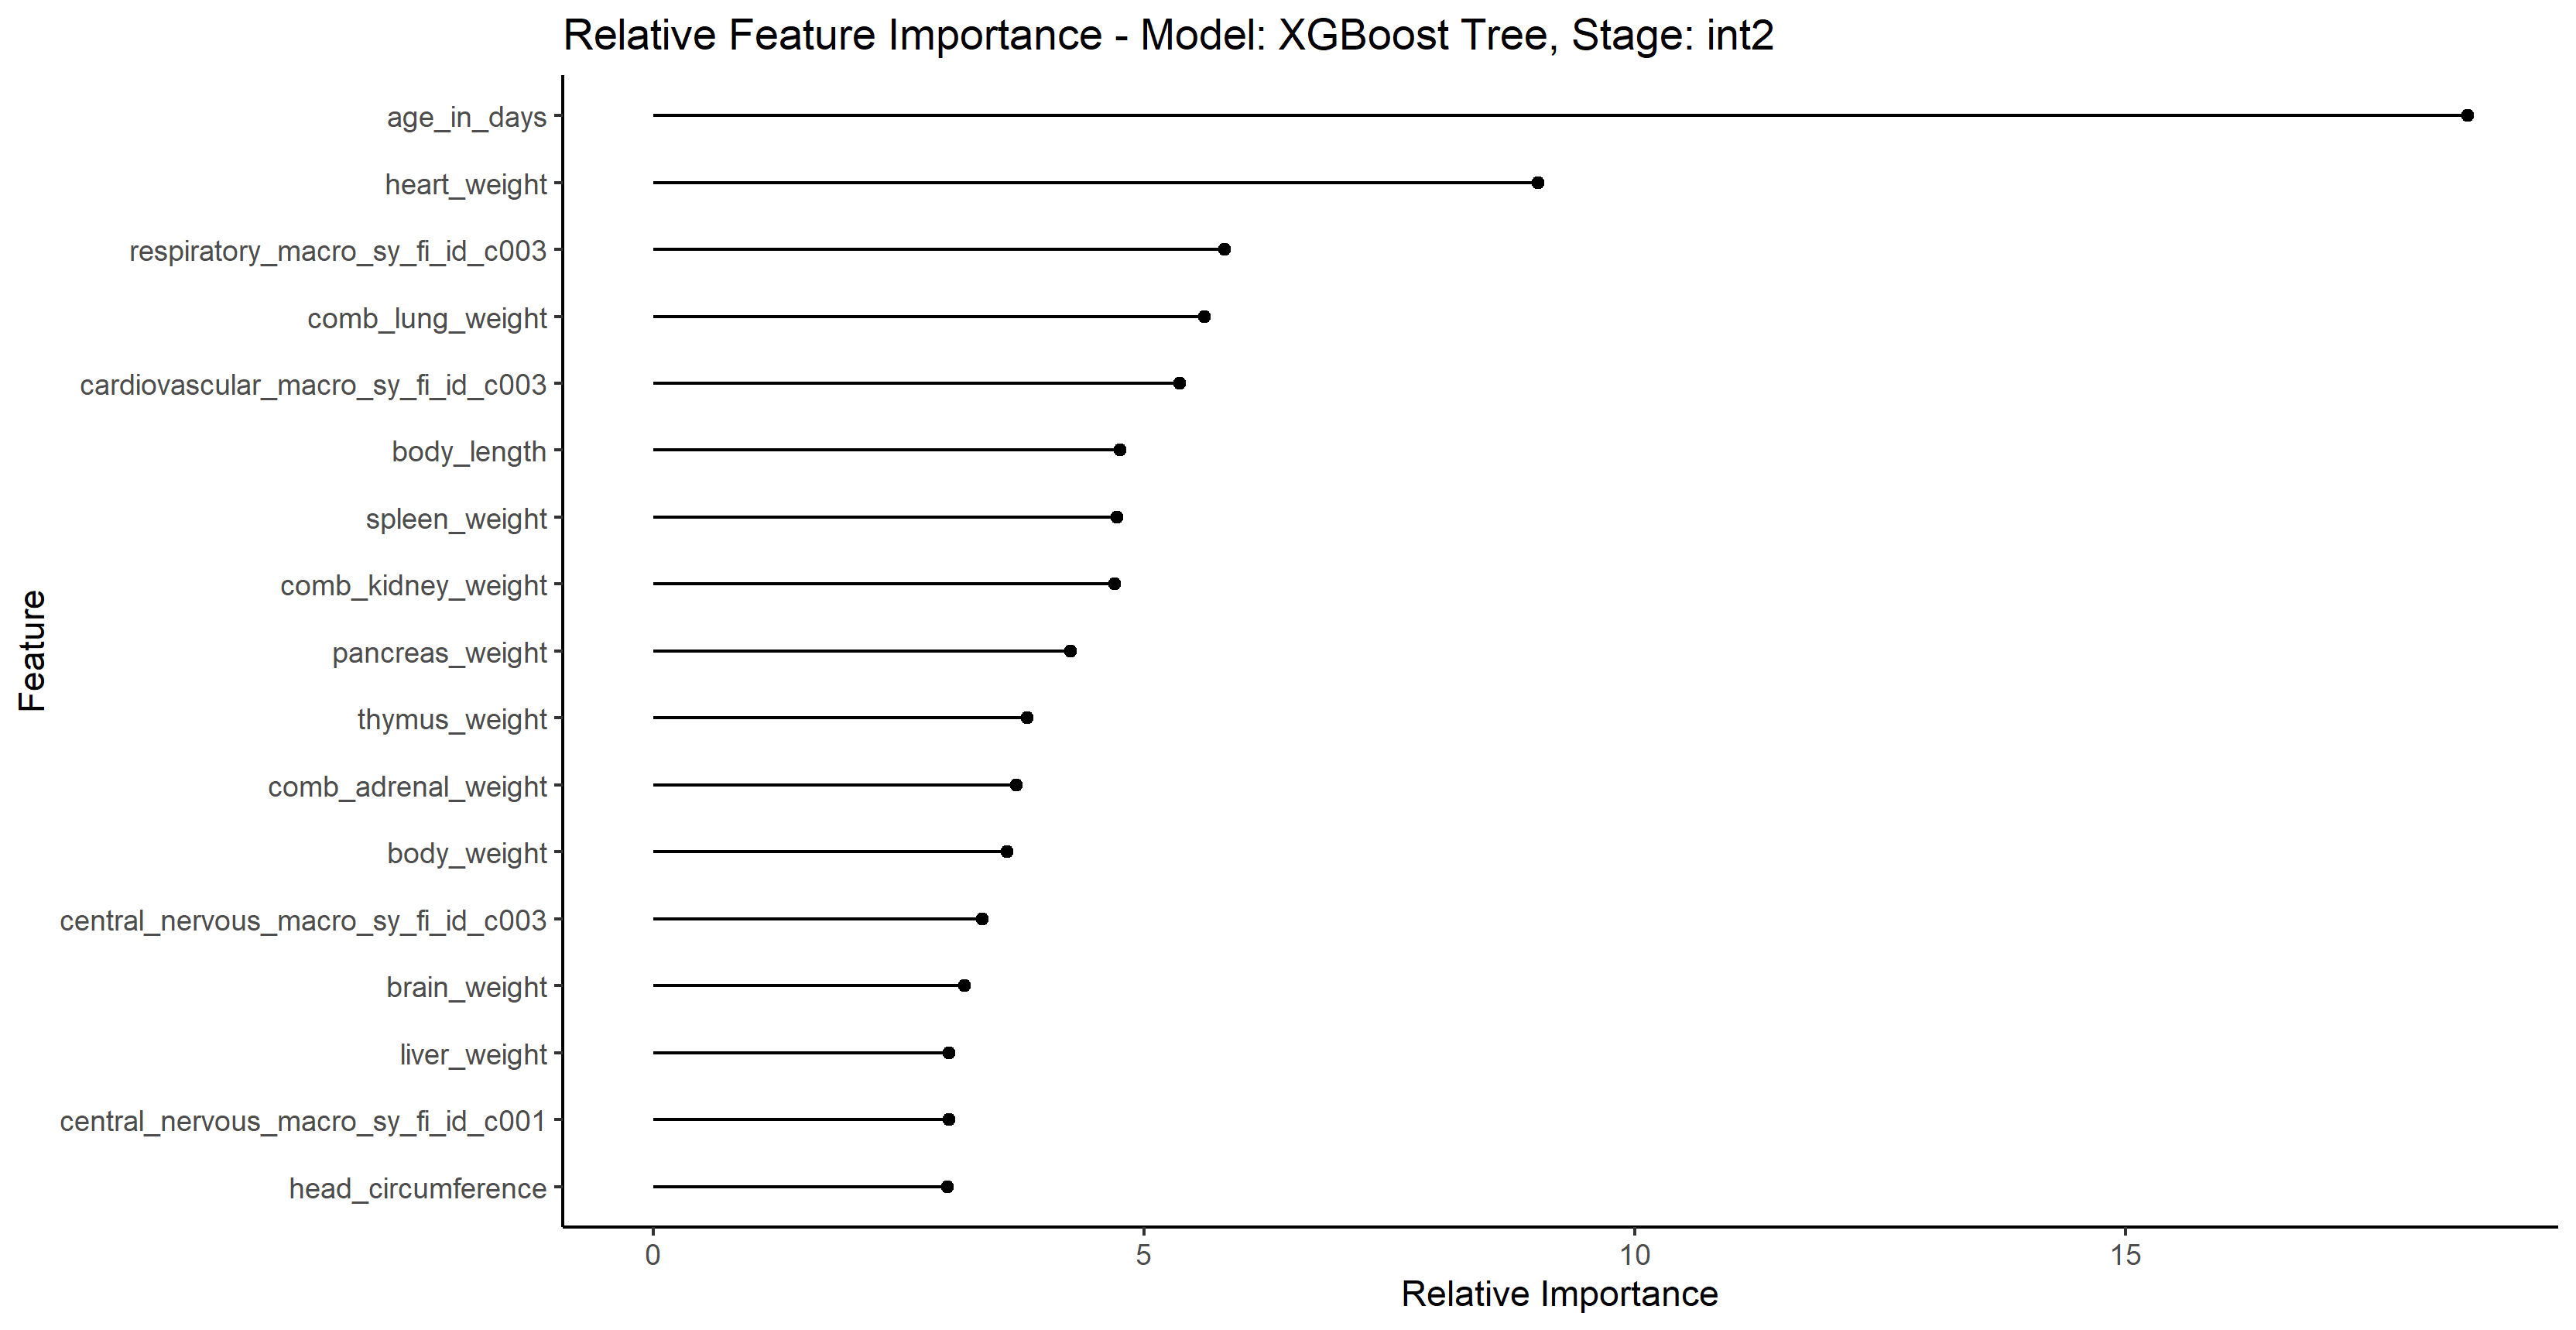 Relative Feature Importance - Model: XGBoost Tree, Stage: int2
Feature
age_in_days
heart_weight
respiratory_macro_sy_fi_id_c003
comb_lung_weight
cardiovascular_macro_sy_fi_id_c003
body_length
spleen_weight
comb_kidney_weight
pancreas_weight
thymus_weight
comb_adrenal_weight
body_weight
central_nervous_macro_sy_fi_id_c003
brain_weight
liver_weight
central_nervous_macro_sy_fi_id_c001
head_circumference
0 5 10 15
Relative Importance